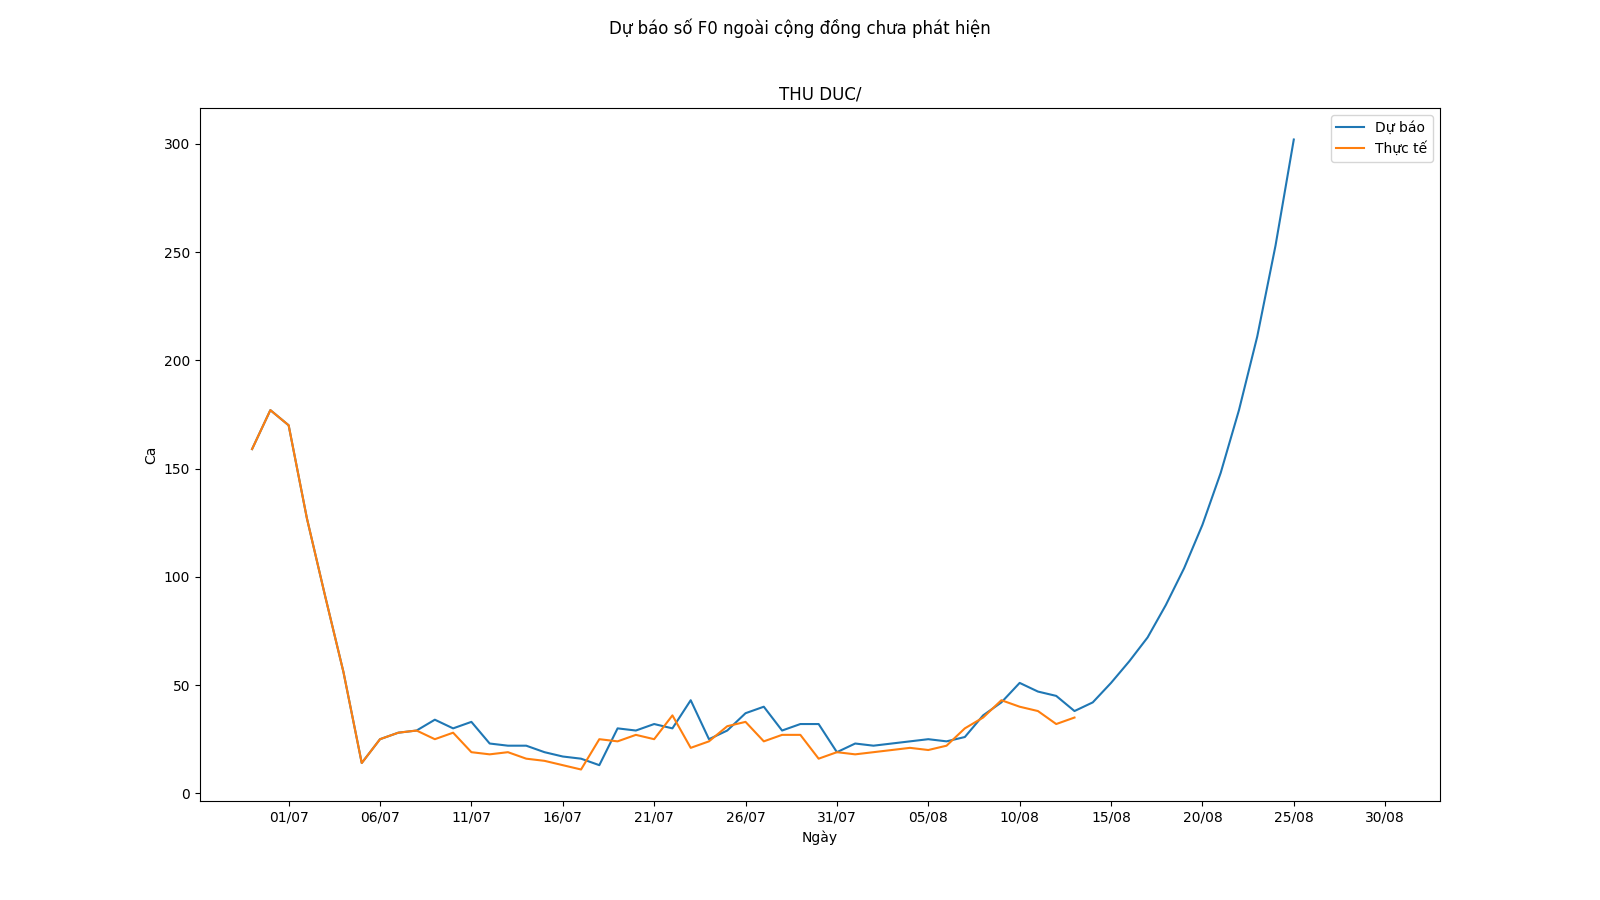 Dự báo số F0 ngoài cộng đồng chưa phát hiện
THU DUC/
Dự báo
Thực tế
300
250
200
150
100
50
0
Ca
01/07 06/07 11/07 16/07 21/07 26/07 31/07 05/08 10/08 15/08 20/08 25/08 30/08
Ngày